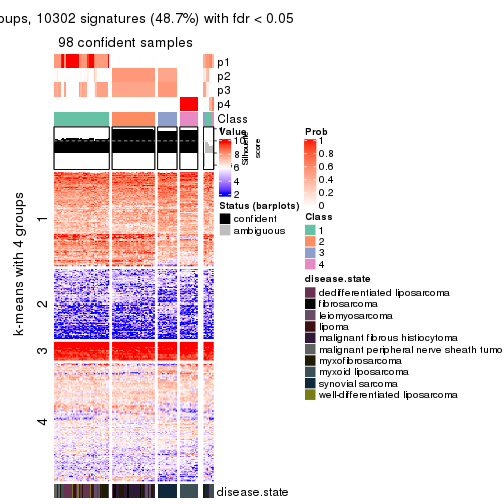 oups, 10302 signatures (48.7%) with fdr < 0.05
98 confident samples
p1
p2
p3
p4
Class
Silhouette
score
k-means with 4 groups
1
2
3
4
disease.state
Value
10
8
6
4
2
Status (barplots)
confident
ambiguous
Prob
1
0.8
0.6
0.4
0.2
0
Class
1
2
3
4
disease.state
dedifferentiated liposarcoma
fibrosarcoma
leiomyosarcoma
lipoma
malignant fibrous histiocytoma
malignant peripheral nerve sheath tumo
myxofibrosarcoma
myxoid liposarcoma
synovial sarcoma
well-differentiated liposarcoma